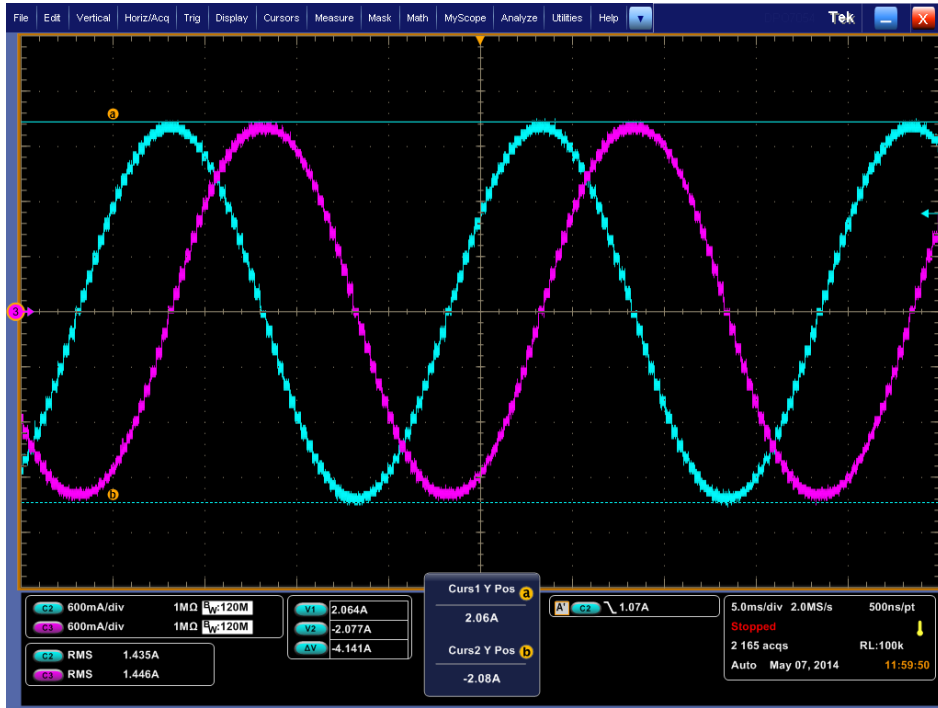 File Edit Vertical Horiz/Acq Trig Display Cursors Measure Mask Math MyScope Analyze Utilities Help Tek X
a
3
b
C2 600mA/div 1MΩ BW:120M
C3 600mA/div 1MΩ BW:120M
C2 RMS 1.435A
C3 RMS 1.446A
V1 2.064A
V2 -2.077A
ΔV -4.141A
Curs1 Y Pos a
2.06A
Curs2 Y Pos b
-2.08A
A' C2 1.07A
5.0ms/div 2.0MS/s 500ns/pt
Stopped
2 165 acqs RL:100k
Auto May 07, 2014 11:59:50